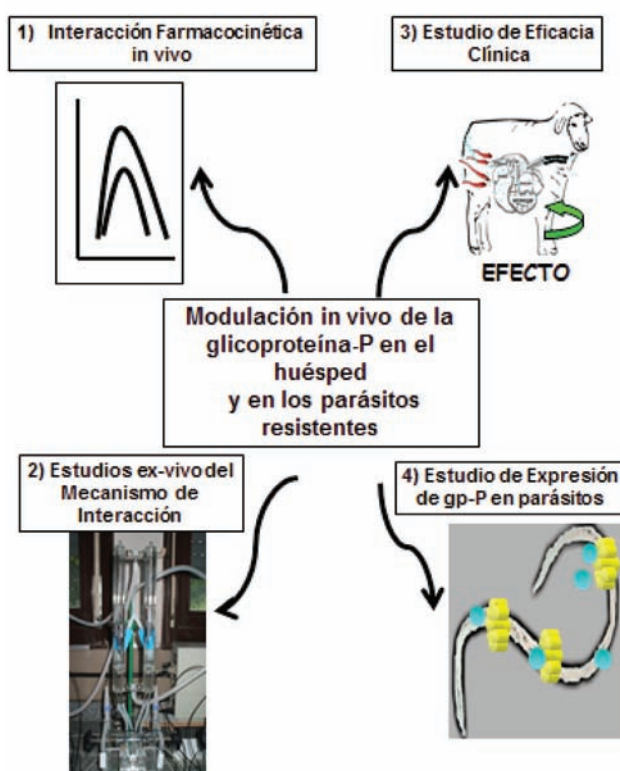 1) Interacción Farmacocinética
in vivo
3) Estudio de Eficacia
Clínica
EFECTO
Modulación in vivo de la
glicoproteína-P en el
huésped
y en los parásitos
resistentes
2) Estudios ex-vivo del
Mecanismo de
Interacción
4) Estudio de Expresión
de gp-P en parásitos